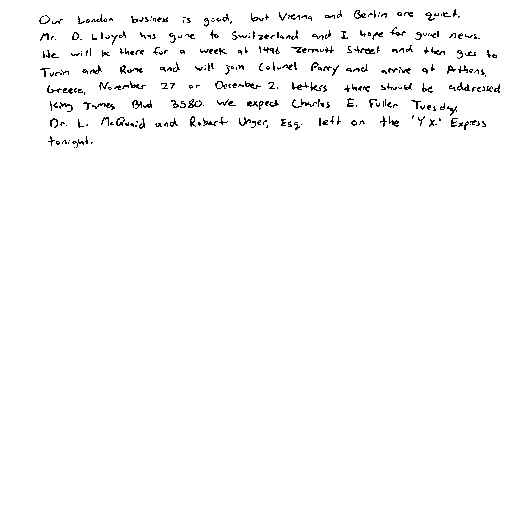 Our London business is good, but Vienna and Berlin are quiet.
Mr. D. Lloyd has gone to Switzerland and I hope for good news.
He will be there for a week at 1496 Zermott Street and then goes to
Turin and Rome and will join Colonel Parry and arrive at Athens,
Greece, November 27 or December 2. Letters there should be addressed
King James Blvd 3580. We expect Charles E. Fuller Tuesday.
Dr. L. McQuaid and Robert Unger, Esq. left on the 'Y.X.' Express
tonight.